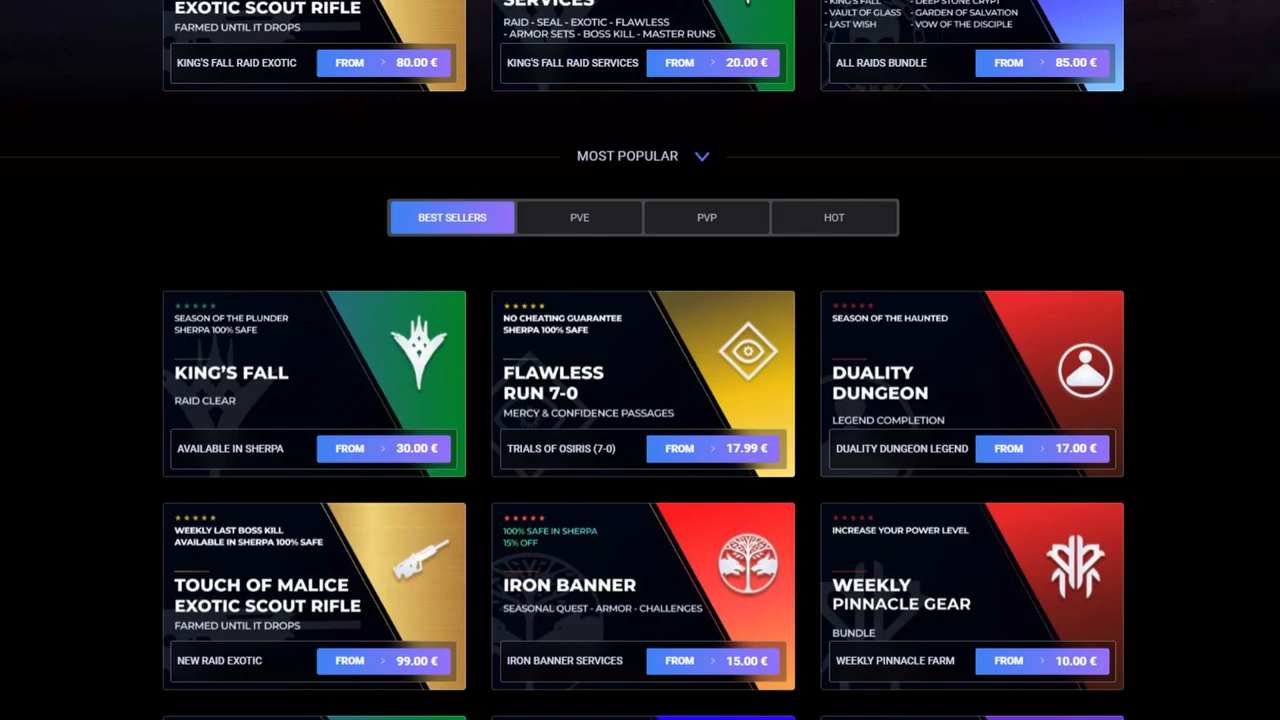 EXOTIC SCOUT RIFLE
FARMED UNTIL IT DROPS
KING'S FALL RAID EXOTIC
FROM > 80.00 €
SERVICES
RAID - SEAL - EXOTIC - FLAWLESS
- ARMOR SETS - BOSS KILL - MASTER RUNS
KING'S FALL RAID SERVICES
FROM > 20.00 €
- KING'S FALL - DEEP STONE CRYPT
- VAULT OF GLASS - GARDEN OF SALVATION
- LAST WISH - VOW OF THE DISCIPLE
ALL RAIDS BUNDLE
FROM > 85.00 €
MOST POPULAR
BEST SELLERS
PVE
PVP
HOT
SEASON OF THE PLUNDER
SHERPA 100% SAFE
KING'S FALL
RAID CLEAR
AVAILABLE IN SHERPA
FROM > 30.00 €
NO CHEATING GUARANTEE
SHERPA 100% SAFE
FLAWLESS
RUN 7-0
MERCY & CONFIDENCE PASSAGES
TRIALS OF OSIRIS (7-0)
FROM > 17.99 €
SEASON OF THE HAUNTED
DUALITY
DUNGEON
LEGEND COMPLETION
DUALITY DUNGEON LEGEND
FROM > 17.00 €
WEEKLY LAST BOSS KILL
AVAILABLE IN SHERPA 100% SAFE
TOUCH OF MALICE
EXOTIC SCOUT RIFLE
FARMED UNTIL IT DROPS
NEW RAID EXOTIC
FROM > 99.00 €
100% SAFE IN SHERPA
15% OFF
IRON BANNER
SEASONAL QUEST - ARMOR - CHALLENGES
IRON BANNER SERVICES
FROM > 15.00 €
INCREASE YOUR POWER LEVEL
WEEKLY
PINNACLE GEAR
BUNDLE
WEEKLY PINNACLE FARM
FROM > 10.00 €